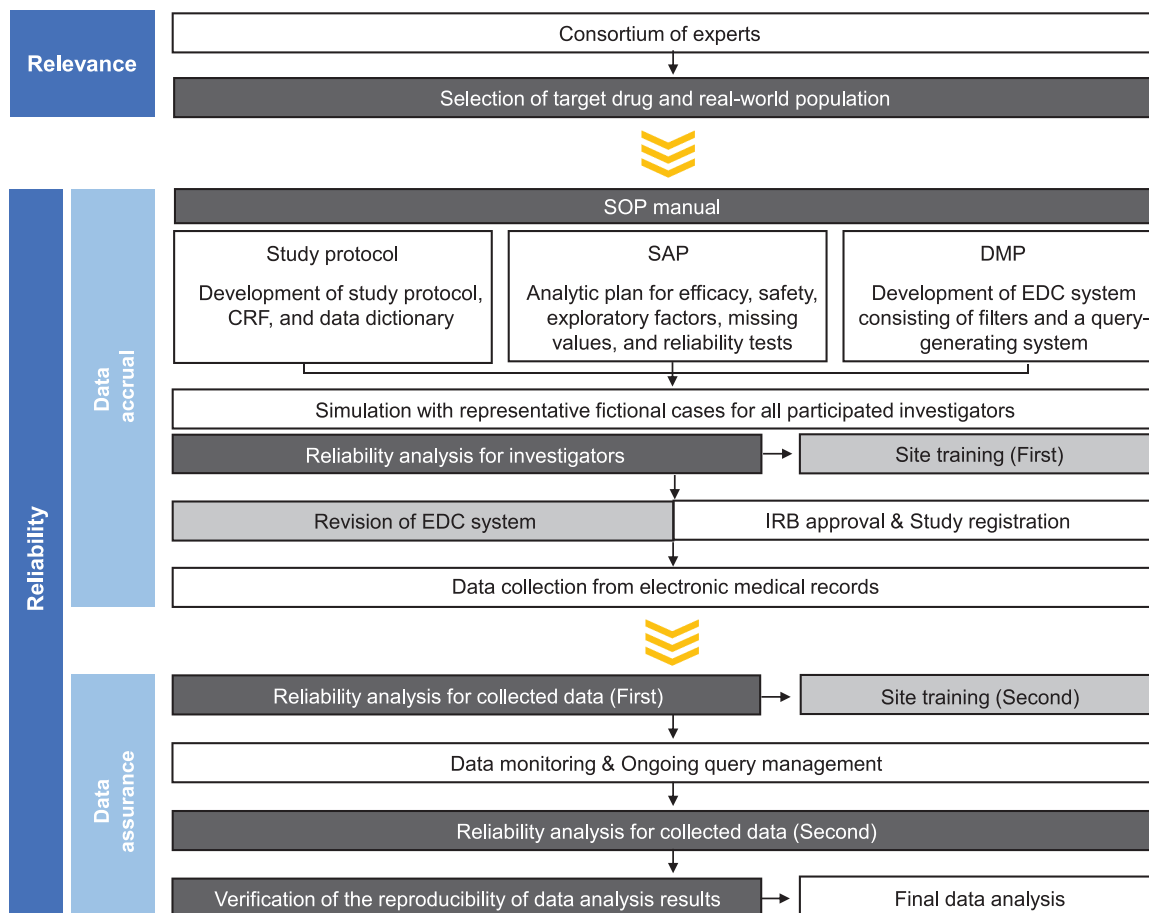 Relevance
Consortium of experts
Selection of target drug and real-world population
Reliability
Data
accrual
SOP manual
Study protocol
Development of study protocol,
CRF, and data dictionary
SAP
Analytic plan for efficacy, safety,
exploratory factors, missing
values, and reliability tests
DMP
Development of EDC system
consisting of filters and a query-
generating system
Simulation with representative fictional cases for all participated investigators
Reliability analysis for investigators
Site training (First)
Revision of EDC system
IRB approval & Study registration
Data collection from electronic medical records
Data
assurance
Reliability analysis for collected data (First)
Site training (Second)
Data monitoring & Ongoing query management
Reliability analysis for collected data (Second)
Verification of the reproducibility of data analysis results
Final data analysis